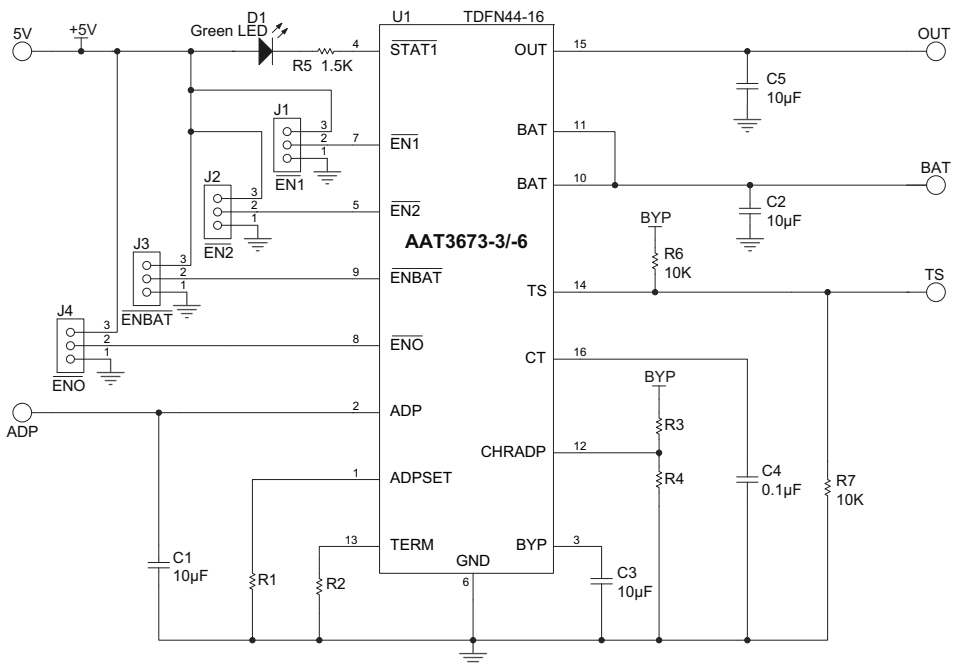 U1
TDFN44-16
D1
Green LED
5V
+5V
R5 1.5K
4
STAT1
OUT
15
OUT
C5
10µF
J1
3
2
1
7
EN1
EN1
BAT
11
BAT
10
BAT
C2
10µF
J2
3
2
1
5
EN2
EN2
AAT3673-3/-6
BYP
R6
10K
J3
3
2
1
9
ENBAT
ENBAT
TS
14
TS
J4
3
2
1
8
ENO
ENO
CT
16
BYP
ADP
2
ADP
R3
CHRADP
12
R4
1
ADPSET
C4
0.1µF
R7
10K
13
TERM
BYP
3
GND
6
C1
10µF
R1
R2
C3
10µF